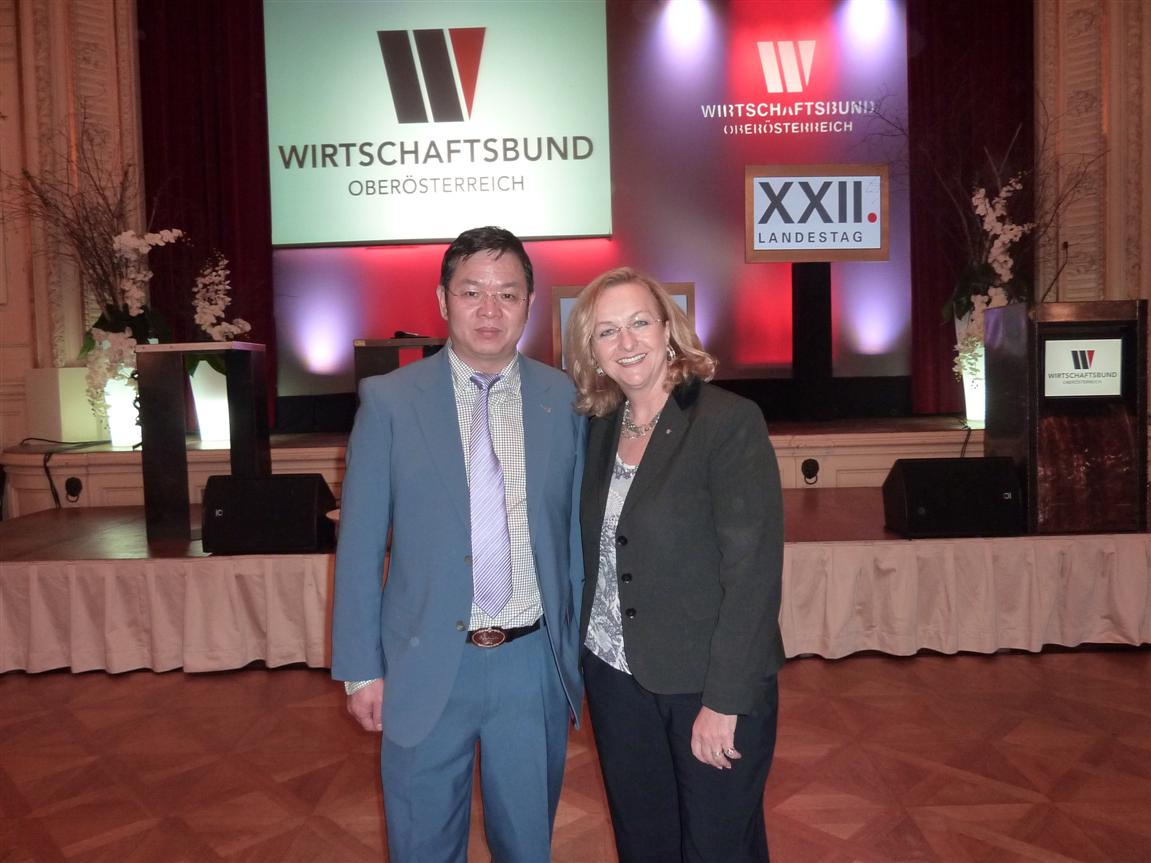 WIRTSCHAFTSBUND
OBERÖSTERREICH
WIRTSCHAFTSBUND
OBERÖSTERREICH
XXII.
LANDESTAG
WIRTSCHAFTSBUND
OBERÖSTERREICH